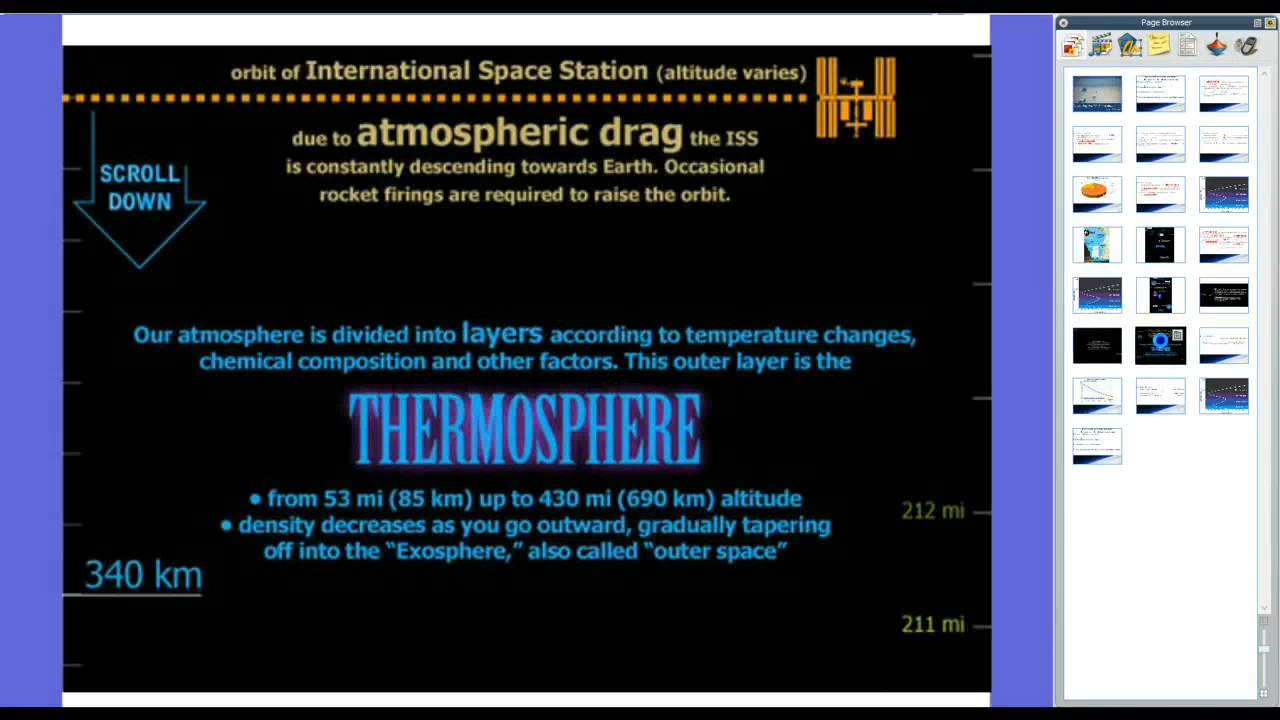 Page Browser
orbit of International Space Station (altitude varies)
due to atmospheric drag the ISS
is constantly descending towards Earth. Occasional
rocket firings are required to raise the orbit.
SCROLL
DOWN
Our atmosphere is divided into layers according to temperature changes,
chemical composition and other factors. This outer layer is the
THERMOSPHERE
• from 53 mi (85 km) up to 430 mi (690 km) altitude
212 mi
• density decreases as you go outward, gradually tapering
off into the “Exosphere,” also called “outer space”
340 km
211 mi